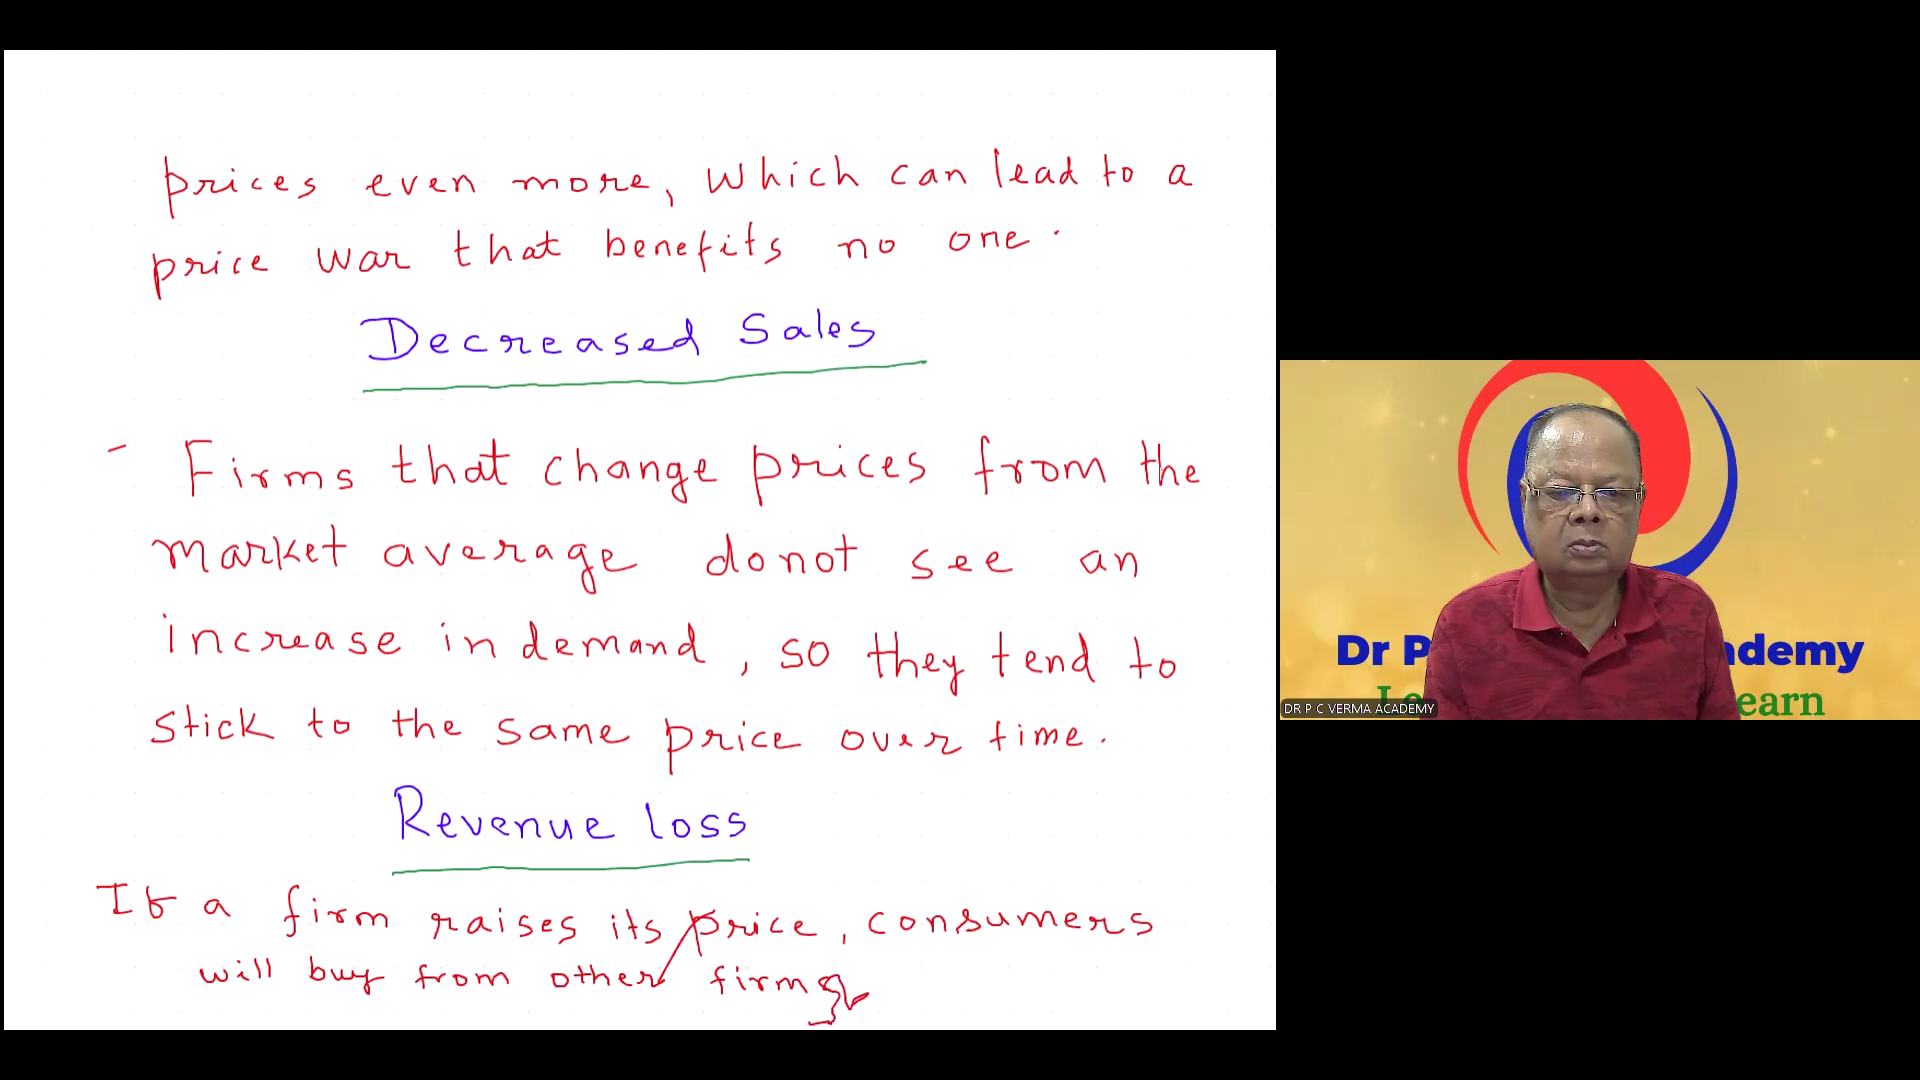 prices even more, which can lead to a
price war that benefits no one.
Decreased Sales
- Firms that change prices from the
market average donot see an
increase in demand, so they tend to
stick to the same price over time.
Revenue loss
If a firm raises its price, consumers
will buy from other firms
Dr P demy
Le earn
DR P C VERMA ACADEMY